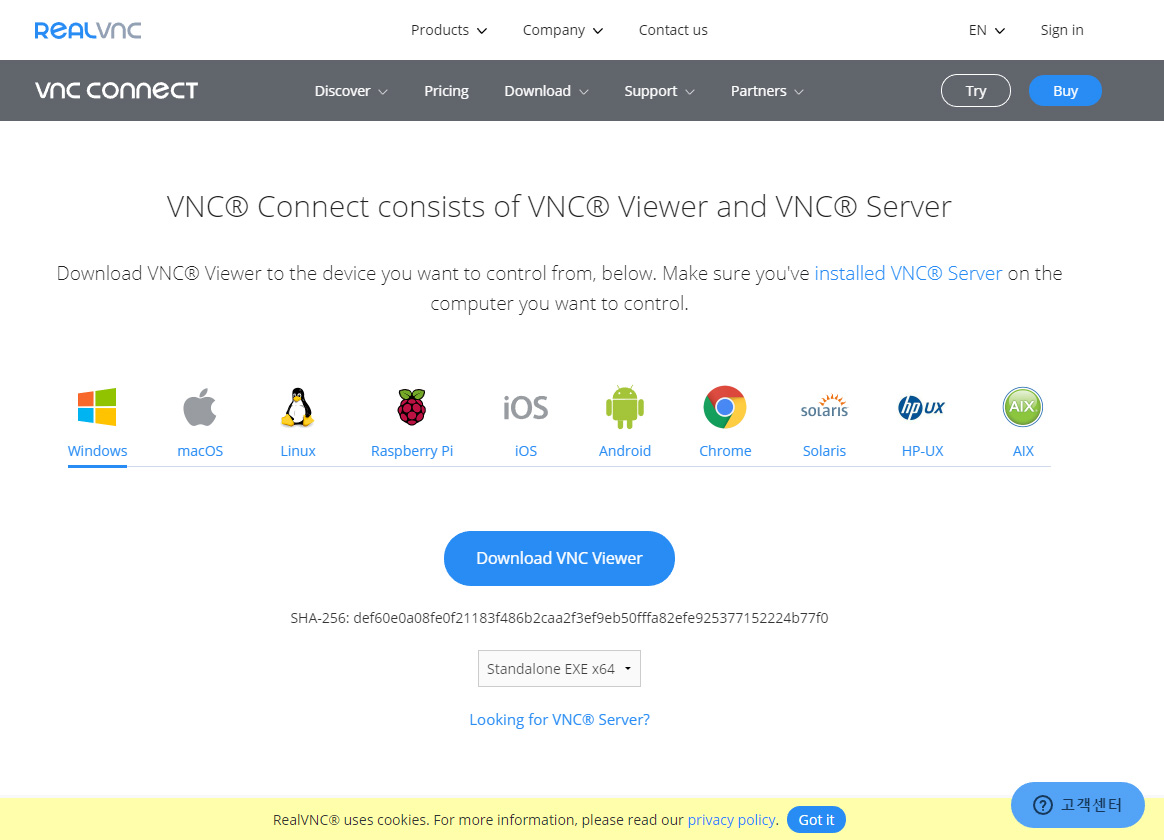 REALVNC
Products
Company
Contact us
EN
Sign in
VNC CONNECT
Discover
Pricing
Download
Support
Partners
Try
Buy
VNC® Connect consists of VNC® Viewer and VNC® Server
Download VNC® Viewer to the device you want to control from, below. Make sure you've installed VNC® Server on the
computer you want to control.
iOS
solaris
hp UX
AIX
Windows
macOS
Linux
Raspberry Pi
iOS
Android
Chrome
Solaris
HP-UX
AIX
Download VNC Viewer
SHA-256: def60e0a08fe0f21183f486b2caa2f3ef9eb50fffa82efe925377152224b77f0
Standalone EXE x64
Looking for VNC® Server?
RealVNC® uses cookies. For more information, please read our privacy policy.
Got it
고객센터